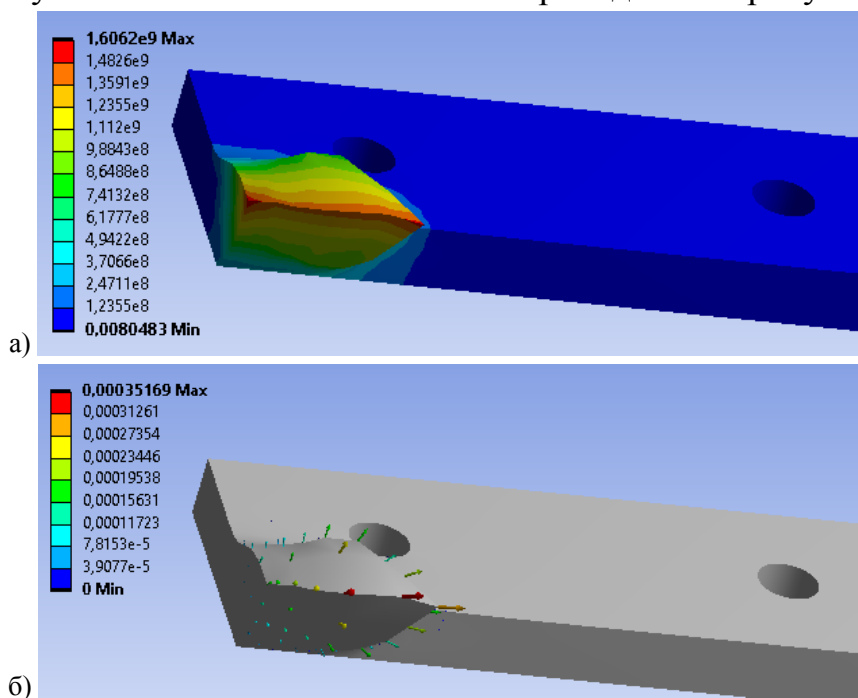 1,6062e9 Max
1,4826e9
1,3591e9
1,2355e9
1,112e9
9,8843e8
8,6488e8
7,4132e8
6,1777e8
4,9422e8
3,7066e8
2,4711e8
1,2355e8
0,0080483 Min
а)
0,00035169 Max
0,00031261
0,00027354
0,00023446
0,00019538
0,00015631
0,00011723
7,8153e-5
3,9077e-5
0 Min
б)